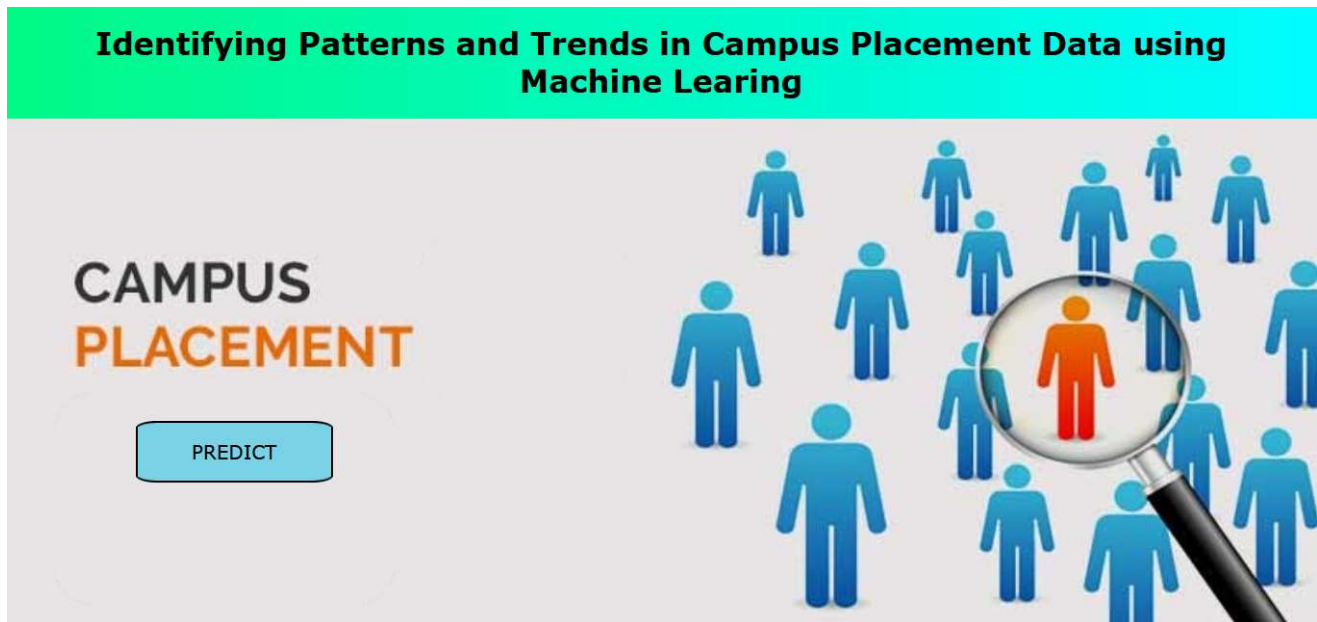 Identifying Patterns and Trends in Campus Placement Data using
Machine Learing
CAMPUS
PLACEMENT
PREDICT